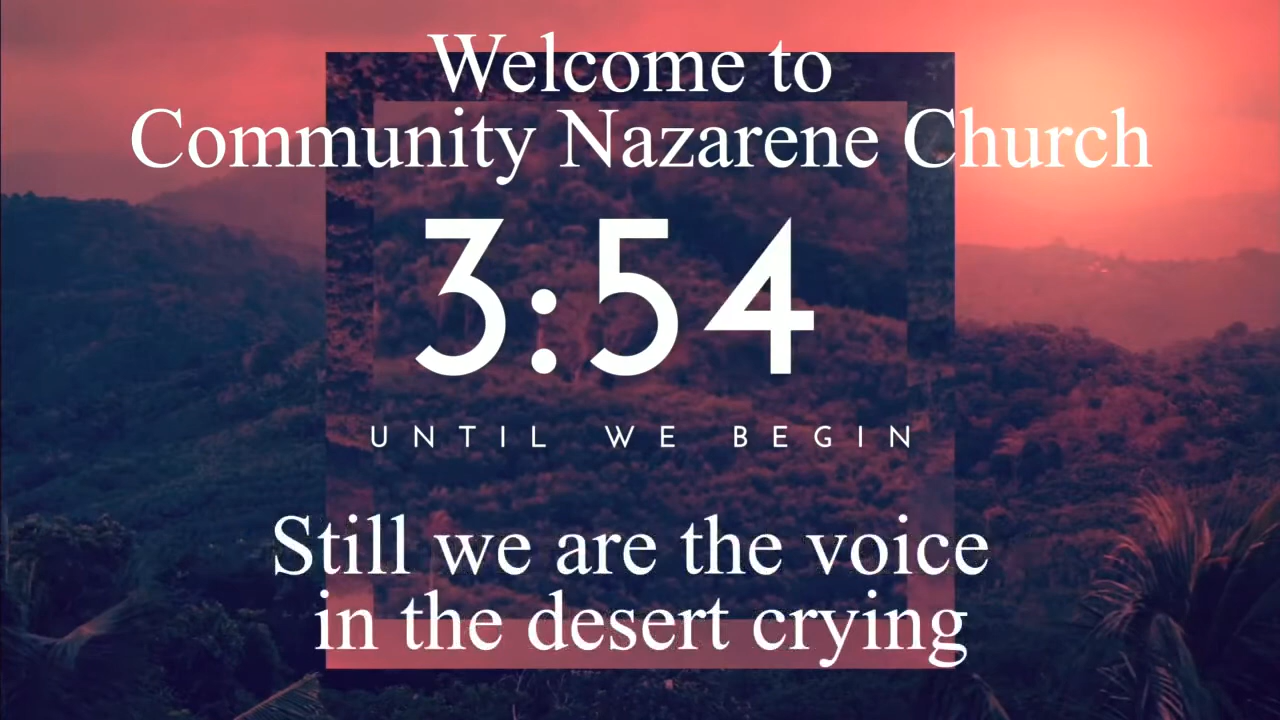 Welcome to
Community Nazarene Church
3:54
UNTIL WE BEGIN
Still we are the voice
in the desert crying